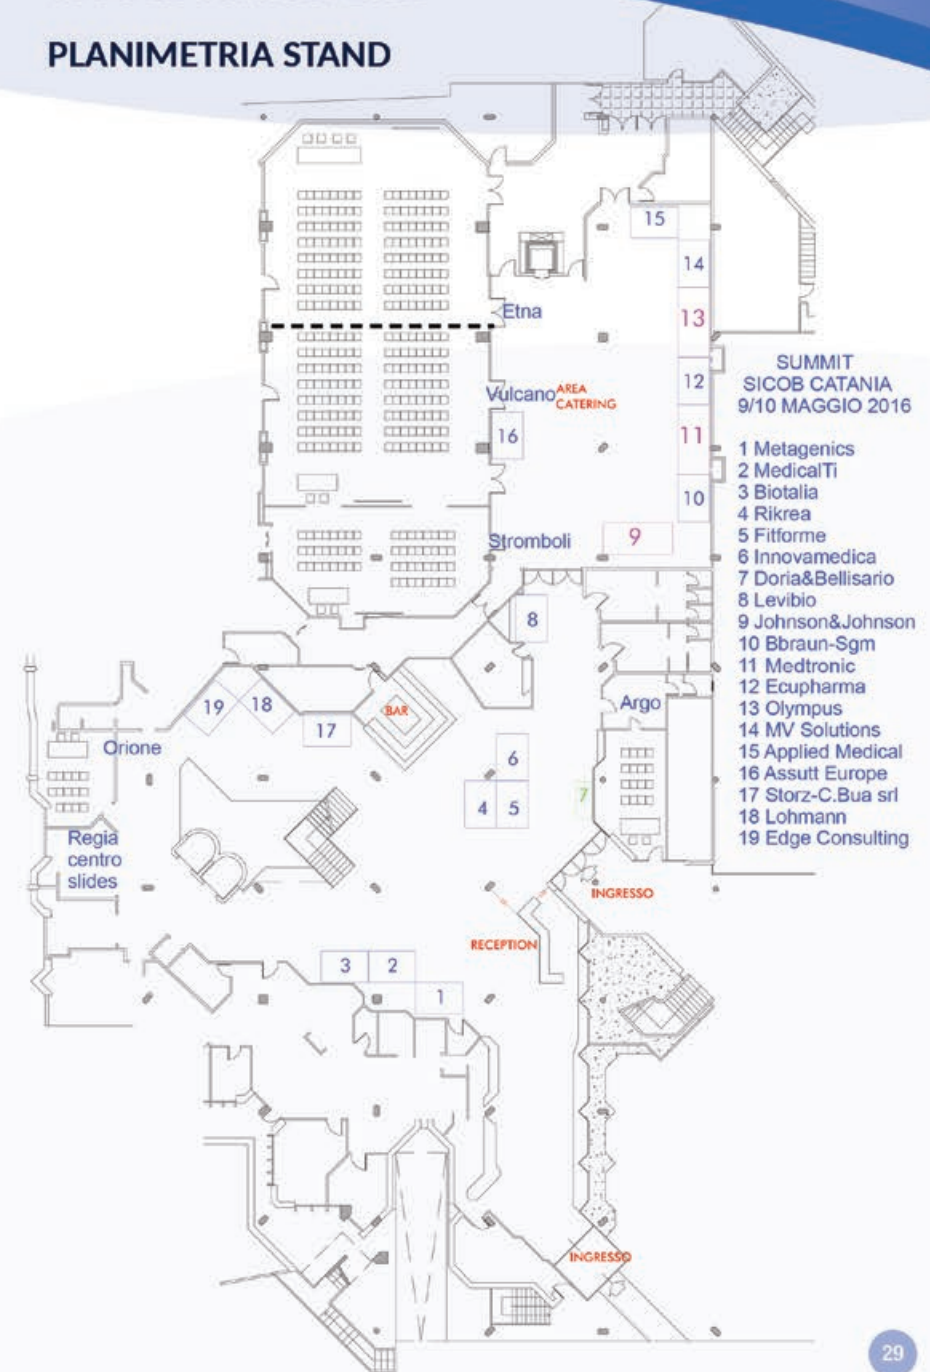 PLANIMETRIA STAND
15
14
Etna
13
Vulcano
AREA
CATERING
12
16
11
10
Stromboli
9
8
SUMMIT
SICOB CATANIA
9/10 MAGGIO 2016
1 Metagenics
2 MedicalTi
3 Biotalia
4 Rikrea
5 Fitforme
6 Innovamedica
7 Doria&Bellisario
8 Levibio
9 Johnson&Johnson
10 Bbraun-Sgm
11 Medtronic
12 Ecupharma
13 Olympus
14 MV Solutions
15 Applied Medical
16 Assutt Europe
17 Storz-C.Bua srl
18 Lohmann
19 Edge Consulting
19
18
17
BAR
Argo
Orione
6
4
5
7
Regia
centro
slides
INGRESSO
RECEPTION
3
2
1
INGRESSO
29